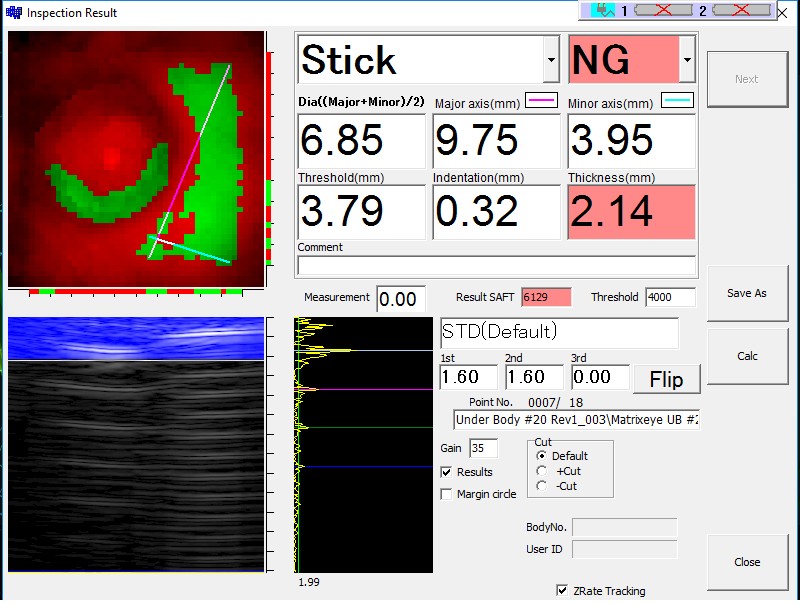 Inspection Result
1 2
Stick NG
Next
Dia((Major+Minor)/2) Major axis(mm) Minor axis(mm)
6.85 9.75 3.95
Threshold(mm) Indentation(mm) Thickness(mm)
3.79 0.32 2.14
Comment
Measurement 0.00 Result SAFT 6129 Threshold 4000
Save As
STD(Default)
1st 2nd 3rd
1.60 1.60 0.00 Flip
Calc
Point No. 0007/ 18
Under Body #20 Rev1_003\Matrixeye UB #2
Gain 35
Cut
Default
+Cut
-Cut
Results
Margin circle
BodyNo.
User ID
Close
1.99
ZRate Tracking